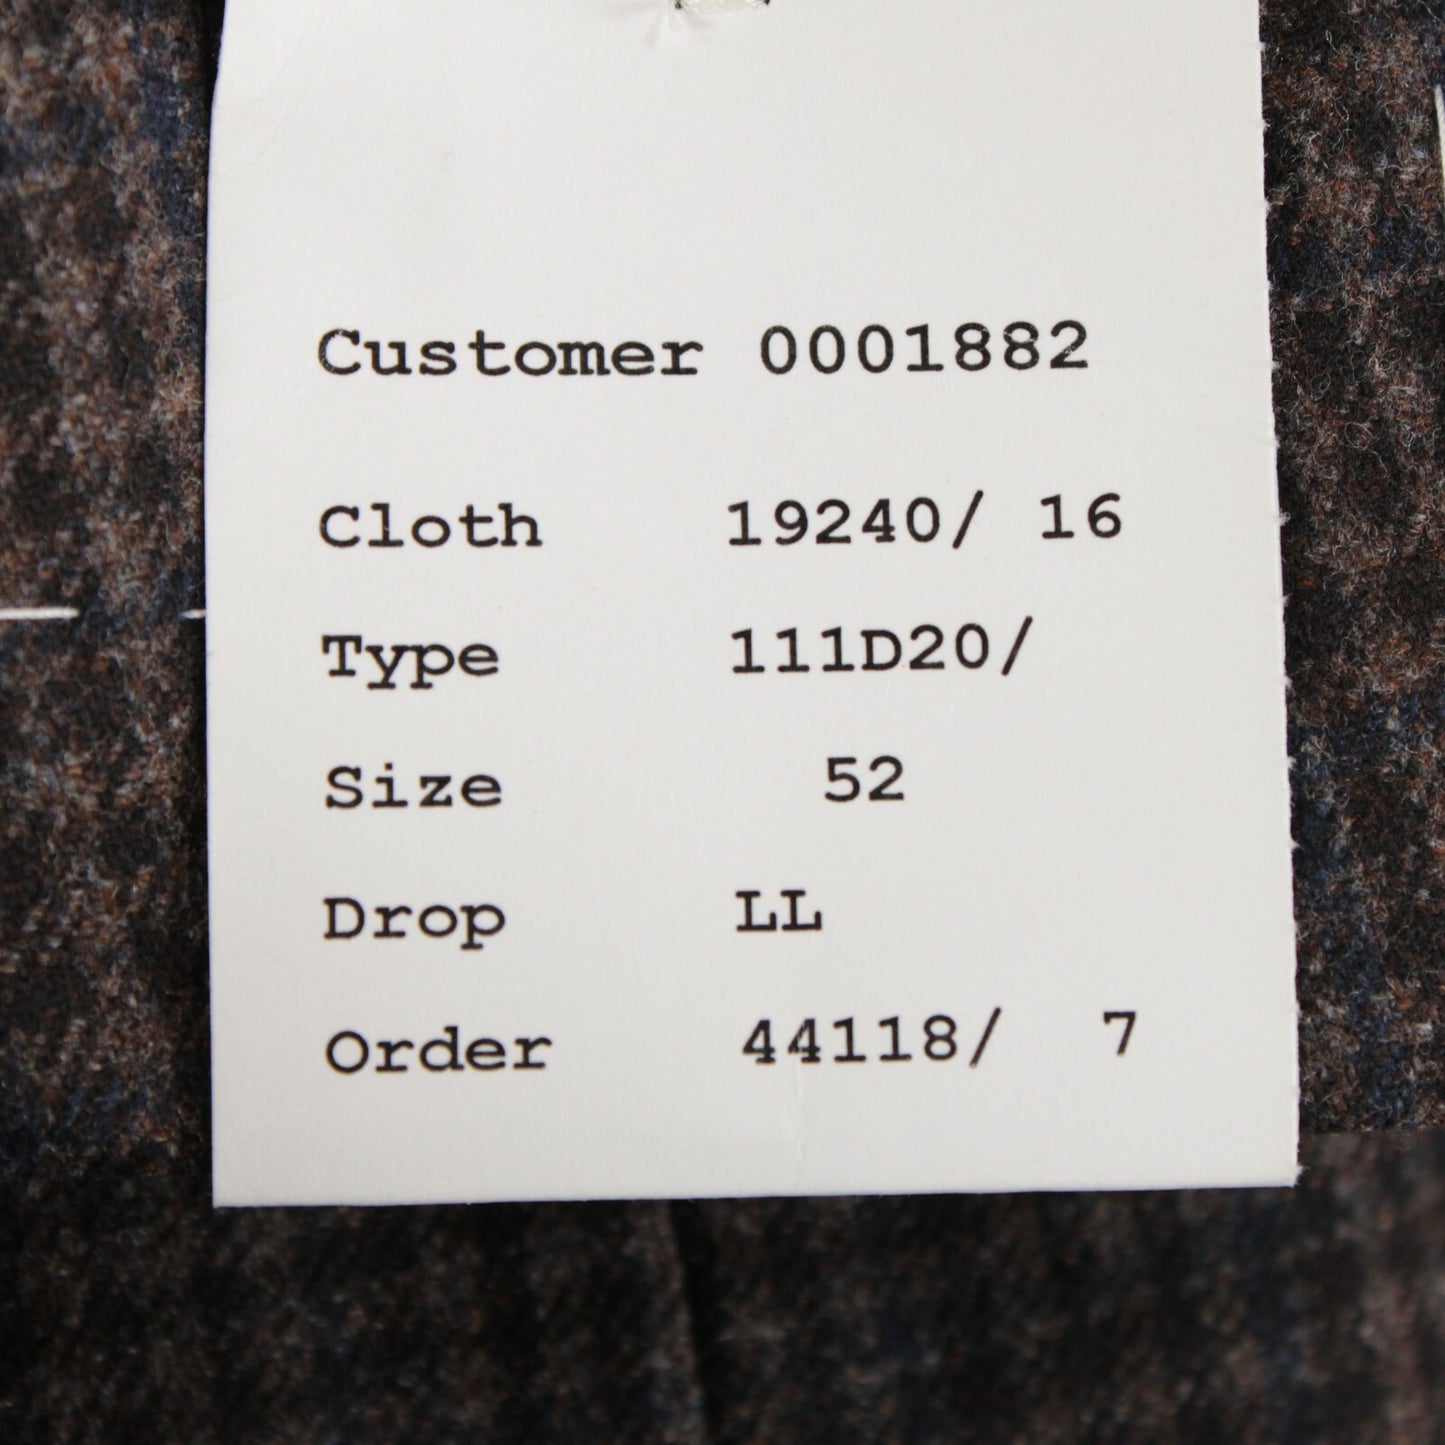 Customer 0001882
Cloth 19240/ 16
Type 111D20/
Size 52
Drop LL
Order 44118/ 7